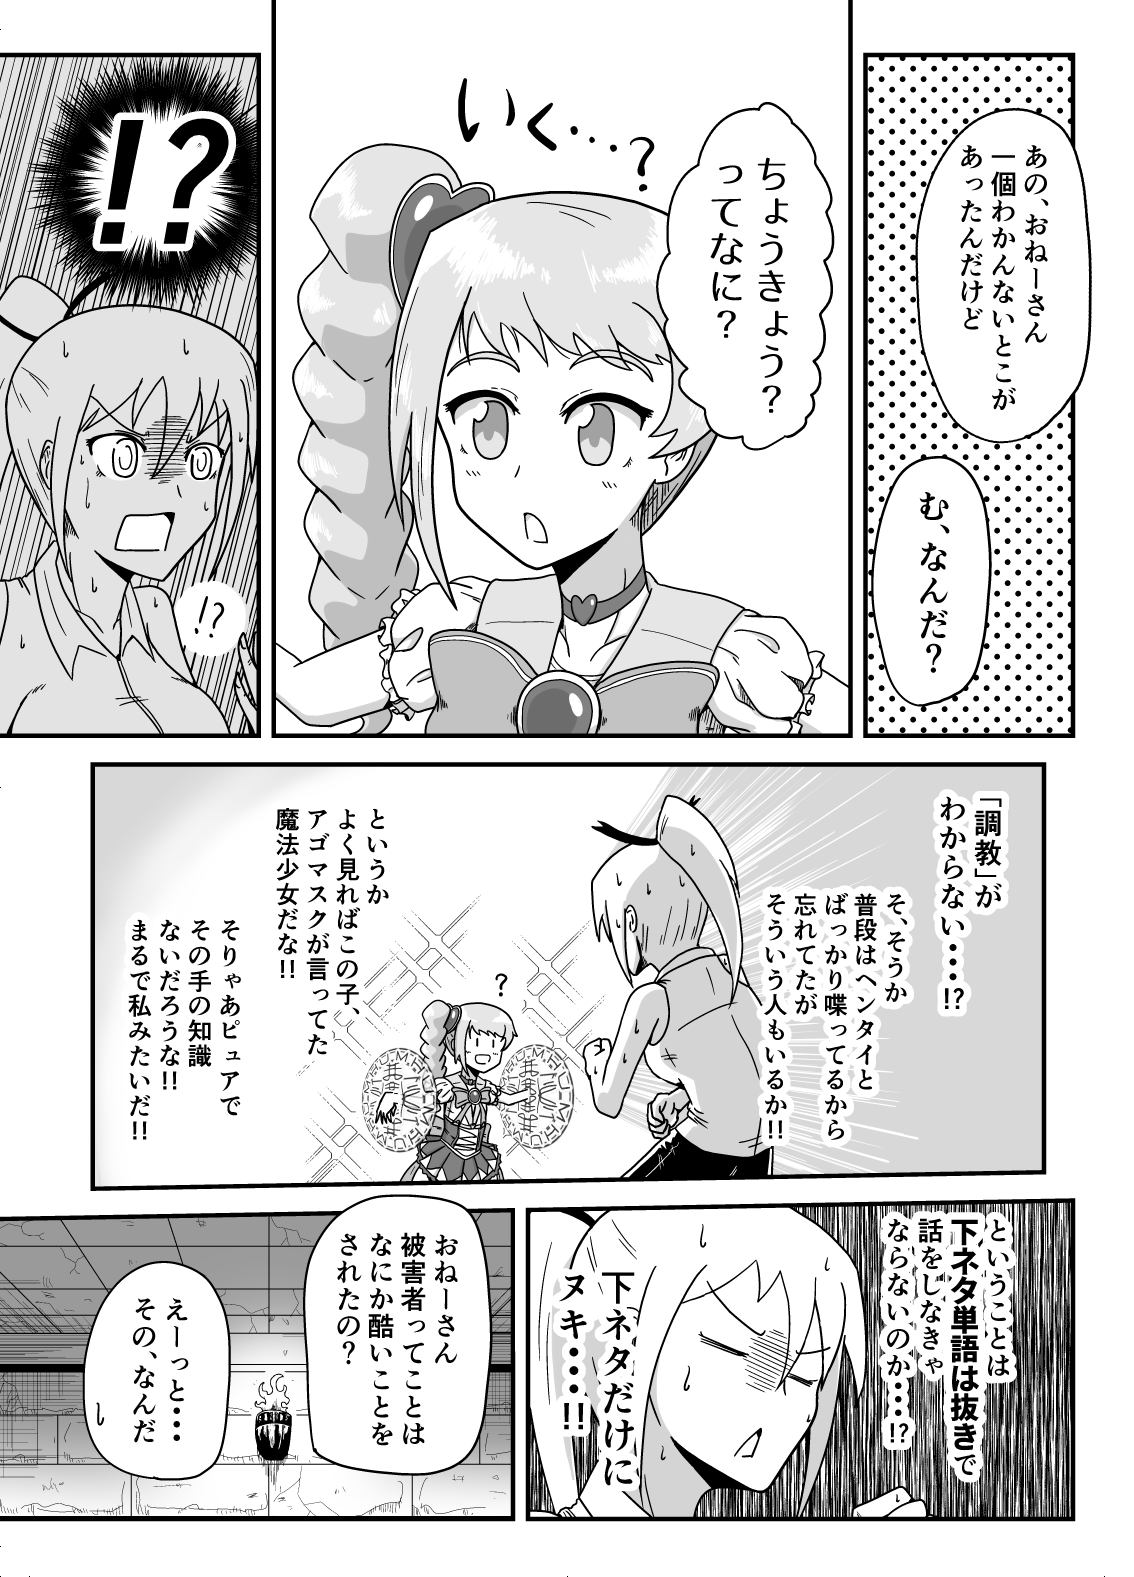 あの、おねーさん
一個わかんないとこが
あったんだけど
む、なんだ?
ちょうきょう?
ってなに?
?
いく…
!?
!?
「調教」が
わからない・・・!?
そ、そうか
普段はヘンタイと
ばっかり喋ってるから
忘れてたが
そういう人もいるか!!
?
というか
よく見ればこの子、
アゴマスクが言ってた
魔法少女だな!!
そりゃあピュアで
その手の知識
ないだろうな!!
まるで私みたいだ!!
ということは
下ネタ単語は抜きで
話をしなきゃ
ならないのか・・・!?
下ネタだけに
ヌキ・・・!!
おねーさん
被害者ってことは
なにか酷いことを
されたの?
えーっと・・・
その、なんだ